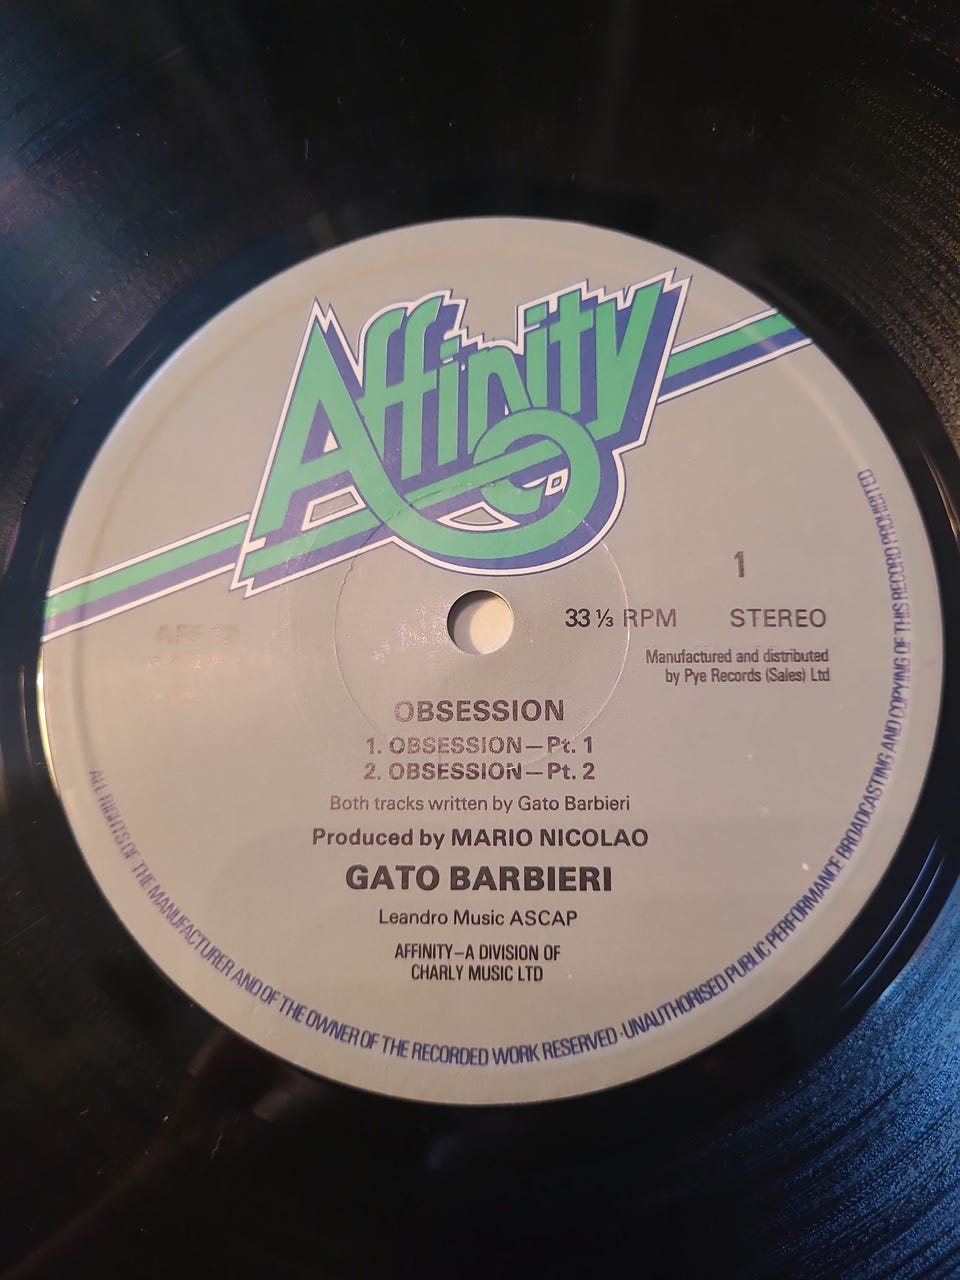 Affinity
1
33 ⅓ RPM STEREO
Manufactured and distributed
by Pye Records (Sales) Ltd
OBSESSION
1. OBSESSION—Pt. 1
2. OBSESSION—Pt. 2
Both tracks written by Gato Barbieri
Produced by MARIO NICOLAO
GATO BARBIERI
Leandro Music ASCAP
AFFINITY—A DIVISION OF
CHARLY MUSIC LTD
ALL RIGHTS OF THE MANUFACTURER AND OF THE OWNER OF THE RECORDED WORK RESERVED · UNAUTHORISED PUBLIC PERFORMANCE BROADCASTING AND COPYING OF THIS RECORD PROHIBITED